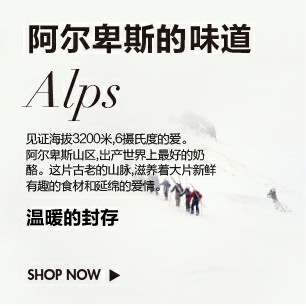 阿尔卑斯的味道
Alps
见证海拔3200米,6摄氏度的爱。
阿尔卑斯山区,出产世界上最好的奶
酪。这片古老的山脉,滋养着大片新鲜
有趣的食材和延绵的爱情。
温暖的封存
SHOP NOW ▶